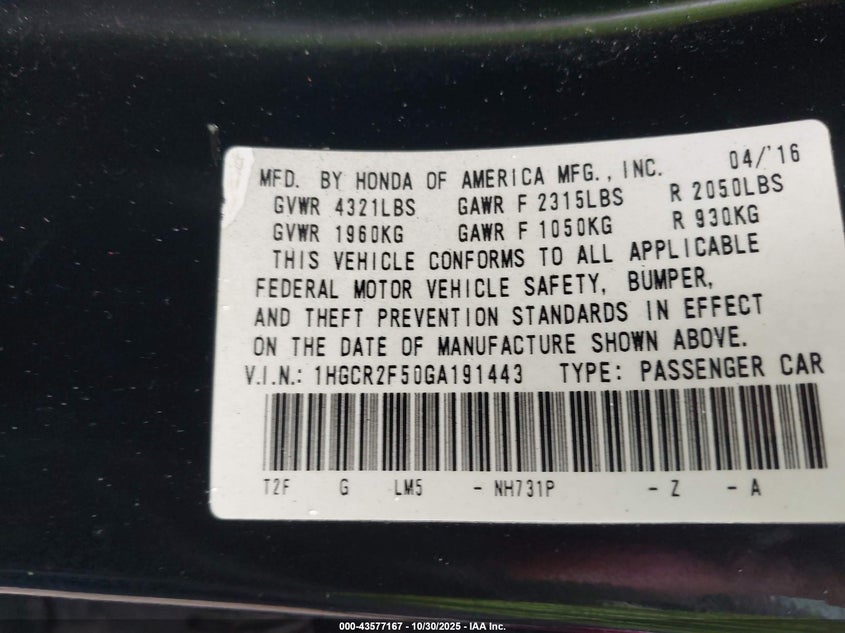 MFD. BY HONDA OF AMERICA MFG., INC. 04/'16
GVWR 4321LBS GAWR F 2315LBS R 2050LBS
GVWR 1960KG GAWR F 1050KG R 930KG
THIS VEHICLE CONFORMS TO ALL APPLICABLE
FEDERAL MOTOR VEHICLE SAFETY, BUMPER,
AND THEFT PREVENTION STANDARDS IN EFFECT
ON THE DATE OF MANUFACTURE SHOWN ABOVE.
V.I.N.: 1HGCR2F50GA191443 TYPE: PASSENGER CAR
T2F G LM5 - NH731P - Z - A
000-43577167 • 10/30/2025 - IAA Inc.